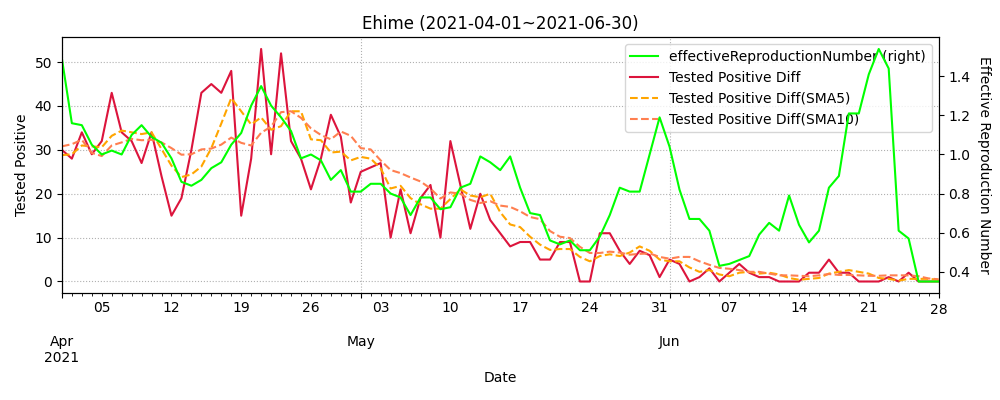 Ehime (2021-04-01~2021-06-30)
effectiveReproductionNumber (right)
Tested Positive Diff
Tested Positive Diff(SMA5)
Tested Positive Diff(SMA10)
Tested Positive
50
40
30
20
10
0
Effective Reproduction Number
1.4
1.2
1.0
0.8
0.6
0.4
05 12 19 26 03 10 17 24 31 07 14 21 28
Apr May Jun
2021
Date